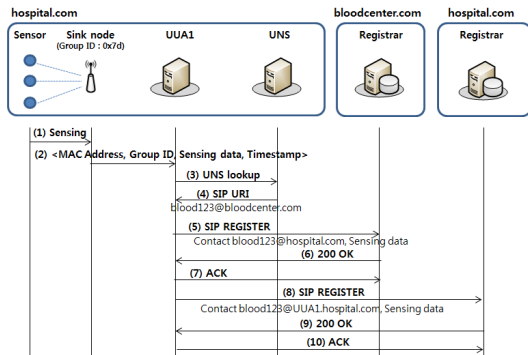 hospital.com
bloodcenter.com
hospital.com
Sensor
Sink node
(Group ID : 0x7d)
UUA1
UNS
Registrar
Registrar
(1) Sensing
(2) <MAC Address, Group ID, Sensing data, Timestamp>
(3) UNS lookup
(4) SIP URI
blood123@bloodcenter.com
(5) SIP REGISTER
Contact blood123@hospital.com, Sensing data
(6) 200 OK
(7) ACK
(8) SIP REGISTER
Contact blood123@UUA1.hospital.com, Sensing data
(9) 200 OK
(10) ACK